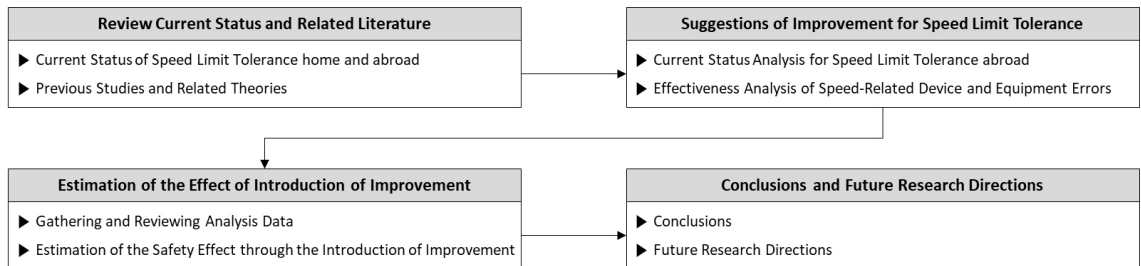 Review Current Status and Related Literature
▶ Current Status of Speed Limit Tolerance home and abroad
▶ Previous Studies and Related Theories
Suggestions of Improvement for Speed Limit Tolerance
▶ Current Status Analysis for Speed Limit Tolerance abroad
▶ Effectiveness Analysis of Speed-Related Device and Equipment Errors
Estimation of the Effect of Introduction of Improvement
▶ Gathering and Reviewing Analysis Data
▶ Estimation of the Safety Effect through the Introduction of Improvement
Conclusions and Future Research Directions
▶ Conclusions
▶ Future Research Directions